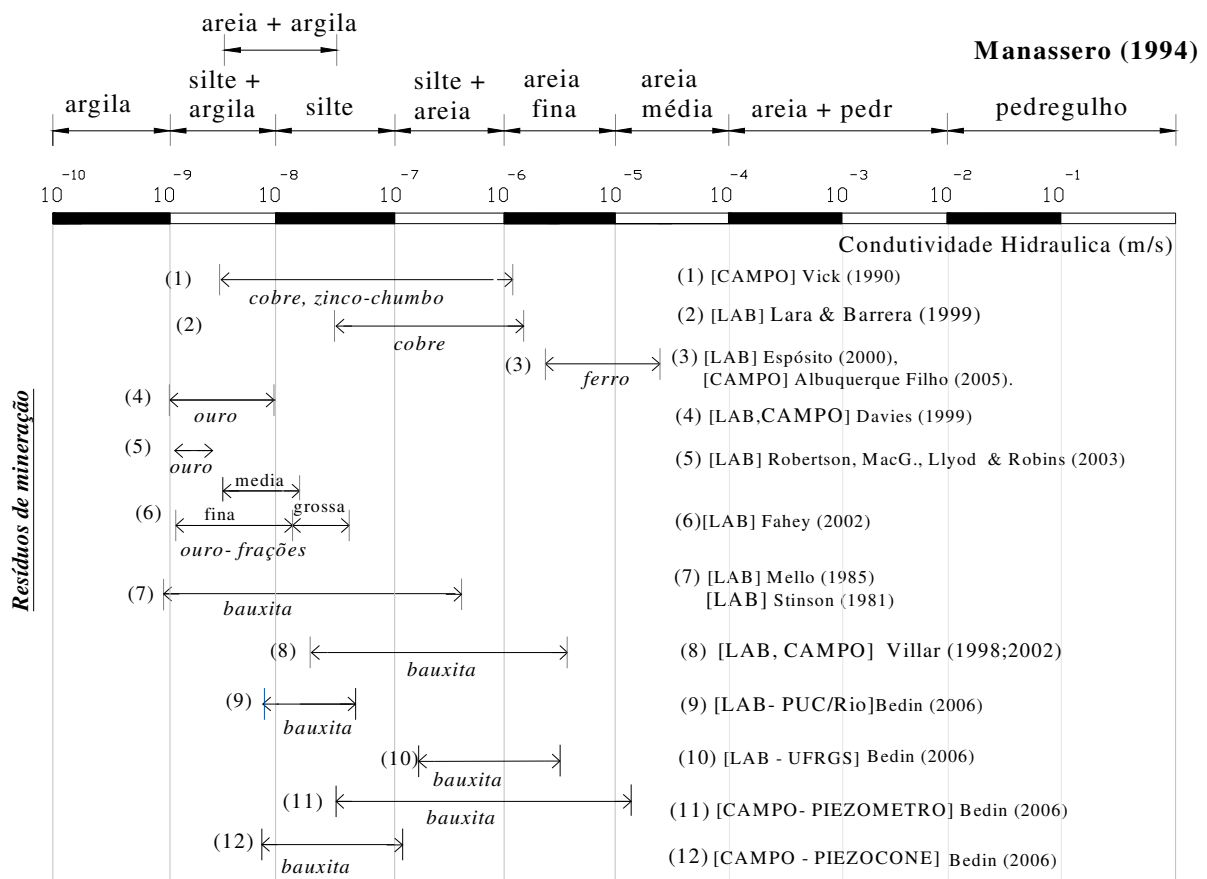 areia + argila
Manassero (1994)
argila
silte +
argila
silte
silte +
areia
areia
fina
areia
média
areia + pedr
pedregulho
10 -10
10 -9
10 -8
10 -7
10 -6
10 -5
10 -4
10 -3
10 -2
10 -1
Condutividade Hidraulica (m/s)
Resíduos de mineração
(1)
cobre, zinco-chumbo
(1) [CAMPO] Vick (1990)
(2)
cobre
(2) [LAB] Lara & Barrera (1999)
(3)
ferro
(3) [LAB] Espósito (2000),
[CAMPO] Albuquerque Filho (2005).
(4)
ouro
(4) [LAB,CAMPO] Davies (1999)
(5)
ouro
(5) [LAB] Robertson, MacG., Llyod & Robins (2003)
media
(6)
fina
grossa
ouro- frações
(6)[LAB] Fahey (2002)
(7)
bauxita
(7) [LAB] Mello (1985)
[LAB] Stinson (1981)
(8)
bauxita
(8) [LAB, CAMPO] Villar (1998;2002)
(9)
bauxita
(9) [LAB- PUC/Rio]Bedin (2006)
(10)
bauxita
(10) [LAB - UFRGS] Bedin (2006)
(11)
bauxita
(11) [CAMPO- PIEZOMETRO] Bedin (2006)
(12)
bauxita
(12) [CAMPO - PIEZOCONE] Bedin (2006)